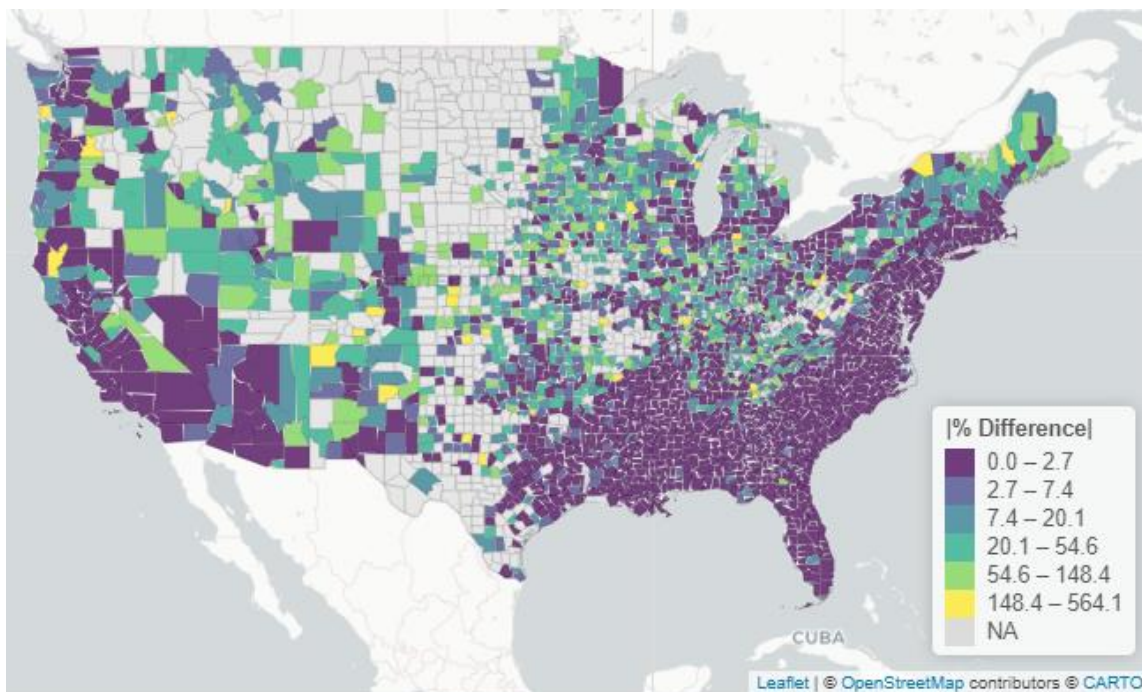 |% Difference|
0.0 – 2.7
2.7 – 7.4
7.4 – 20.1
20.1 – 54.6
54.6 – 148.4
148.4 – 564.1
NA
CUBA
Leaflet | © OpenStreetMap contributors © CARTO